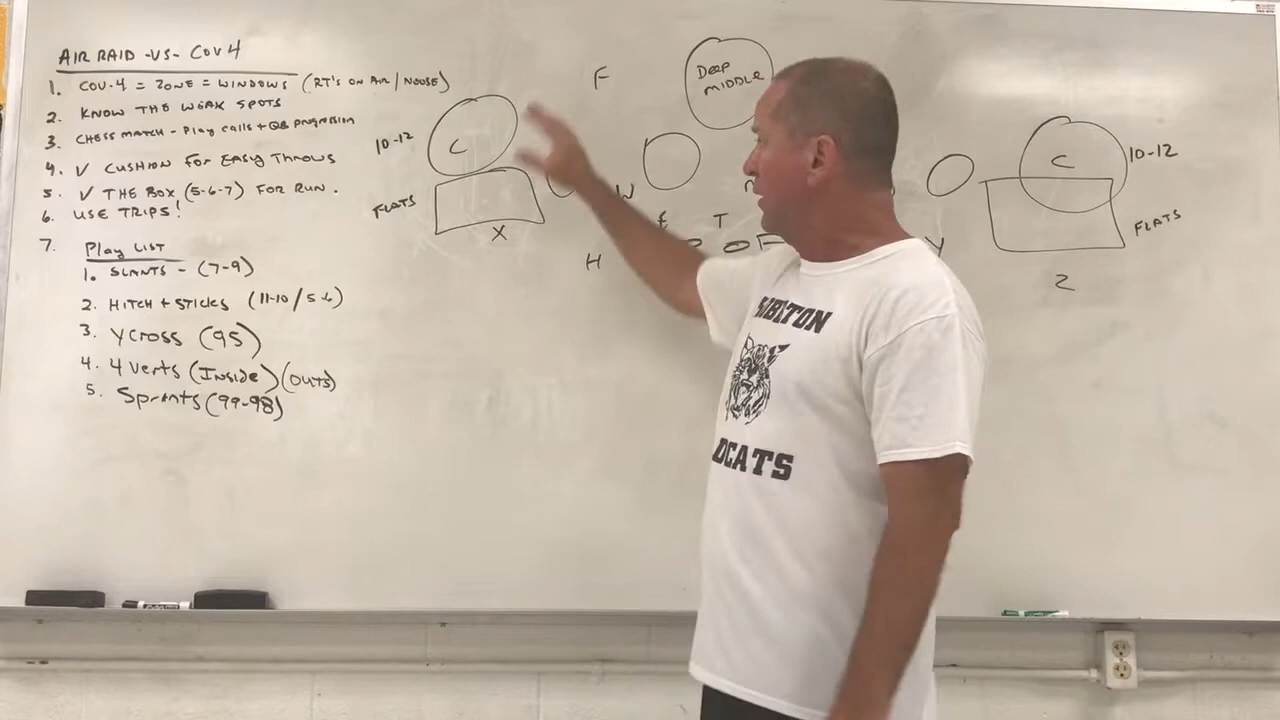 AIR RAID -VS- COV 4
1. COV-4 = ZONE = WINDOWS (RT'S ON AIR / NOOSE)
2. KNOW THE WEAK SPOTS
3. CHESS MATCH - Play calls + QB progression
4. √ CUSHION FOR EASY THROWS
5. √ THE BOX (5-6-7) FOR RUN.
6. USE TRIPS!
7. Play LIST
1. SLANTS - (7-9)
2. HITCH + STICKS (11-10 / 5 6)
3. Y CROSS (95)
4. 4 Verts (Inside) (OUTS)
5. Sprints (99-98)
F
DEEP
MIDDLE
10-12
C
C
10-12
FLATS
W
E
T
X
H
Y
FLATS
Z
WILDCATS